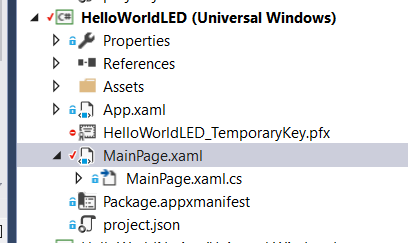 C# HelloWorldLED (Universal Windows)
Properties
References
Assets
App.xaml
HelloWorldLED_TemporaryKey.pfx
MainPage.xaml
MainPage.xaml.cs
Package.appxmanifest
project.json